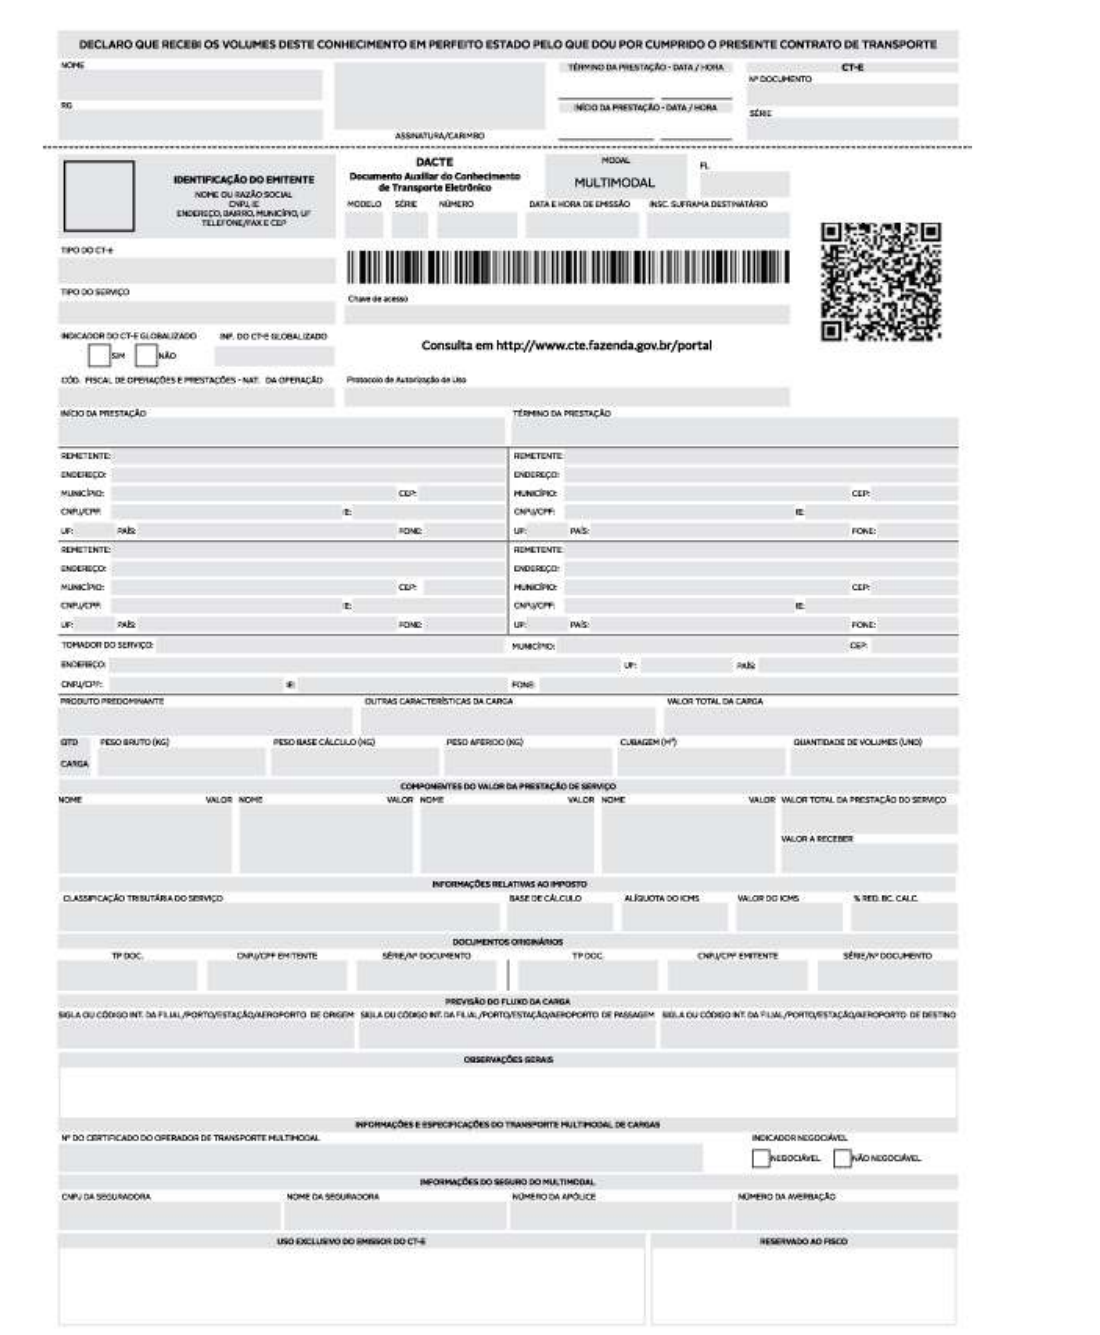 DECLARO QUE RECEBI OS VOLUMES DESTE CONHECIMENTO EM PERFEITO ESTADO PELO QUE DOU POR CUMPRIDO O PRESENTE CONTRATO DE TRANSPORTE
NOME
TÉRMINO DA PRESTAÇÃO - DATA / HORA
CT-E
Nº DOCUMENTO
RG
INÍCIO DA PRESTAÇÃO - DATA / HORA
SÉRIE
ASSINATURA/CARIMBO
IDENTIFICAÇÃO DO EMITENTE
NOME OU RAZÃO SOCIAL
CNPJ, IE
ENDEREÇO, BAIRRO, MUNICÍPIO, UF
TELEFONE/FAX E CEP
DACTE
Documento Auxiliar do Conhecimento
de Transporte Eletrônico
MODAL
MULTIMODAL
FL
MODELO SÉRIE NÚMERO DATA E HORA DE EMISSÃO INSC. SUFRAMA DESTINATÁRIO
TIPO DO CT-e
TIPO DO SERVIÇO
Chave de acesso
INDICADOR DO CT-E GLOBALIZADO INF. DO CT-E GLOBALIZADO
SIM NÃO
Consulta em http://www.cte.fazenda.gov.br/portal
CÓD. FISCAL DE OPERAÇÕES E PRESTAÇÕES - NAT. DA OPERAÇÃO
Protocolo de Autorização de Uso
INÍCIO DA PRESTAÇÃO TÉRMINO DA PRESTAÇÃO
REMETENTE: REMETENTE:
ENDEREÇO: ENDEREÇO:
MUNICÍPIO: CEP: MUNICÍPIO: CEP:
CNPJ/CPF: IE: CNPJ/CPF: IE:
UF: PAÍS: FONE: UF: PAÍS: FONE:
REMETENTE: REMETENTE:
ENDEREÇO: ENDEREÇO:
MUNICÍPIO: CEP: MUNICÍPIO: CEP:
CNPJ/CPF: IE: CNPJ/CPF: IE:
UF: PAÍS: FONE: UF: PAÍS: FONE:
TOMADOR DO SERVIÇO: MUNICÍPIO: CEP:
ENDEREÇO: UF: PAÍS:
CNPJ/CPF: IE: FONE:
PRODUTO PREDOMINANTE OUTRAS CARACTERÍSTICAS DA CARGA VALOR TOTAL DA CARGA
QTD PESO BRUTO (KG) PESO BASE CÁLCULO (KG) PESO AFERIDO (KG) CUBAGEM (M³) QUANTIDADE DE VOLUMES (UND)
CARGA
COMPONENTES DO VALOR DA PRESTAÇÃO DE SERVIÇO
NOME VALOR NOME VALOR NOME VALOR NOME VALOR VALOR TOTAL DA PRESTAÇÃO DO SERVIÇO
VALOR A RECEBER
INFORMAÇÕES RELATIVAS AO IMPOSTO
CLASSIFICAÇÃO TRIBUTÁRIA DO SERVIÇO BASE DE CÁLCULO ALÍQUOTA DO ICMS VALOR DO ICMS % RED. BC. CALC.
DOCUMENTOS ORIGINÁRIOS
TP DOC. CNPJ/CPF EMITENTE SÉRIE/Nº DOCUMENTO TP DOC. CNPJ/CPF EMITENTE SÉRIE/Nº DOCUMENTO
PREVISÃO DO FLUXO DA CARGA
SIGLA OU CÓDIGO INT. DA FILIAL/PORTO/ESTAÇÃO/AEROPORTO DE ORIGEM SIGLA OU CÓDIGO INT. DA FILIAL/PORTO/ESTAÇÃO/AEROPORTO DE PASSAGEM SIGLA OU CÓDIGO INT. DA FILIAL/PORTO/ESTAÇÃO/AEROPORTO DE DESTINO
OBSERVAÇÕES GERAIS
INFORMAÇÕES E ESPECIFICAÇÕES DO TRANSPORTE MULTIMODAL DE CARGAS
Nº DO CERTIFICADO DO OPERADOR DE TRANSPORTE MULTIMODAL INDICADOR NEGOCIÁVEL
NEGOCIÁVEL NÃO NEGOCIÁVEL
INFORMAÇÕES DO SEGURO DO MULTIMODAL
CNPJ DA SEGURADORA NOME DA SEGURADORA NÚMERO DA APÓLICE NÚMERO DA AVERBAÇÃO
USO EXCLUSIVO DO EMISSOR DO CT-E RESERVADO AO FISCO